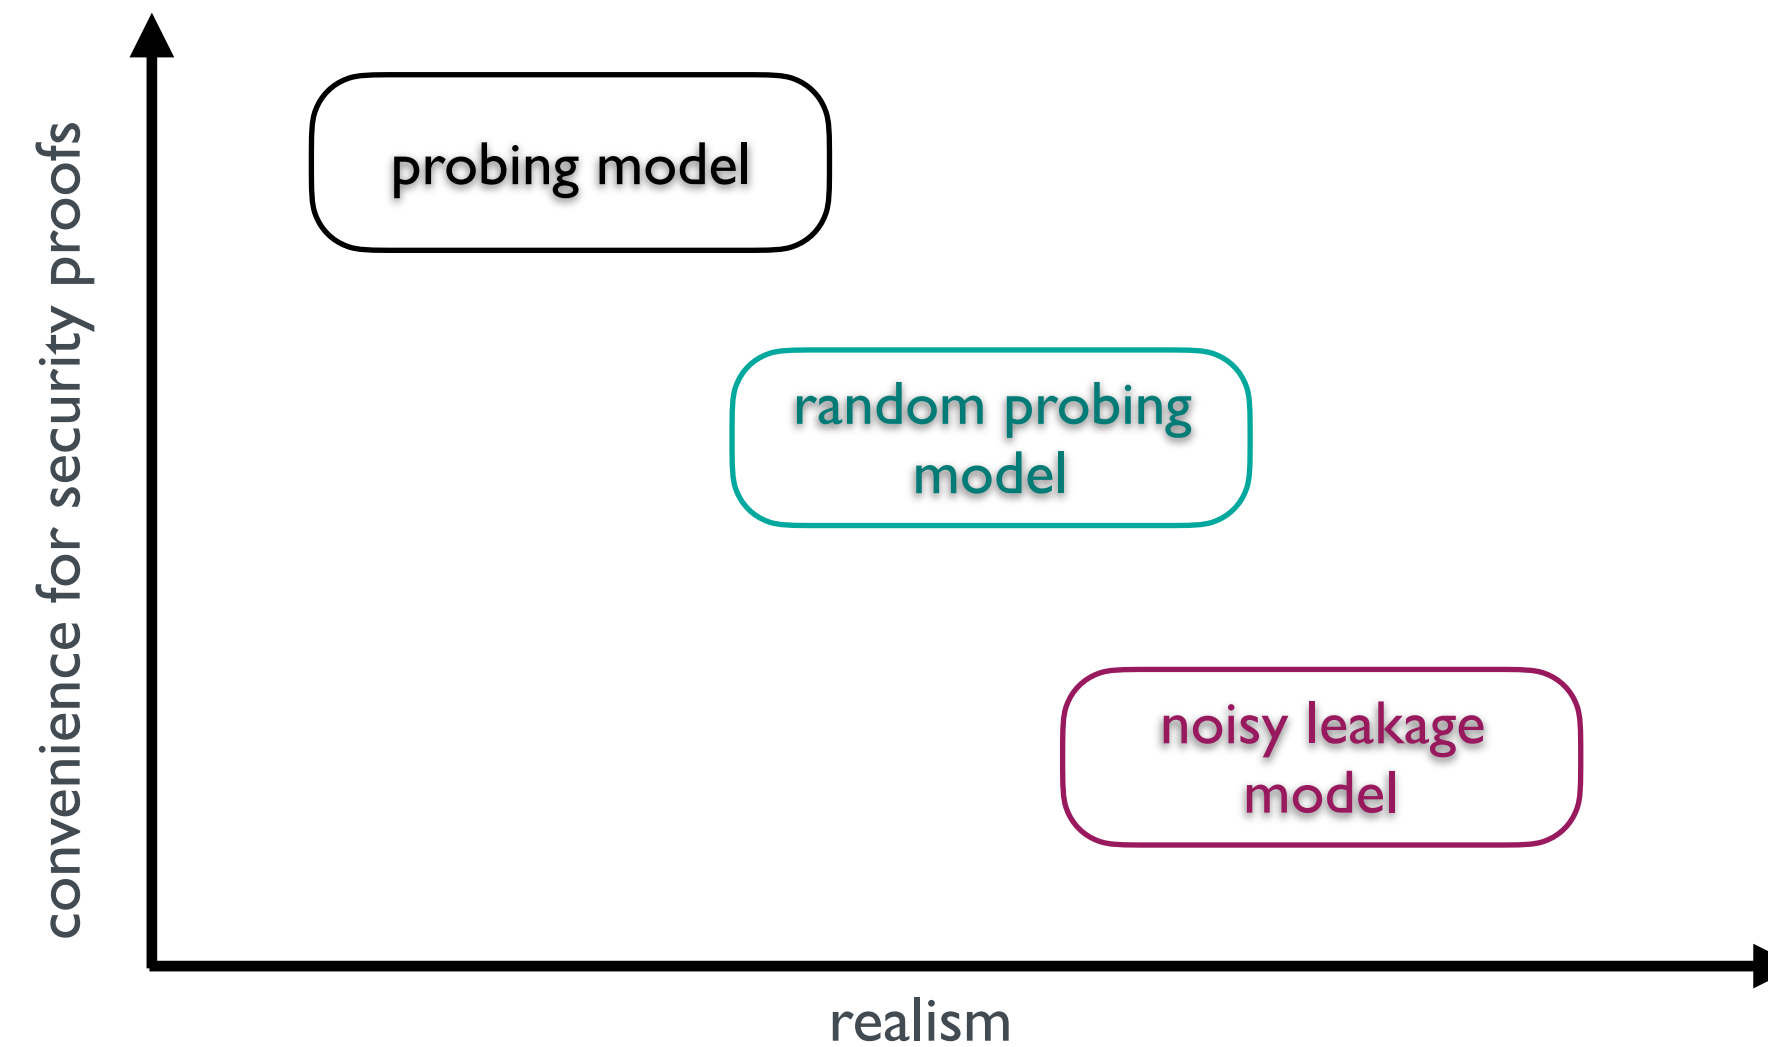 convenience for security proofs
probing model
random probing
model
noisy leakage
model
realism